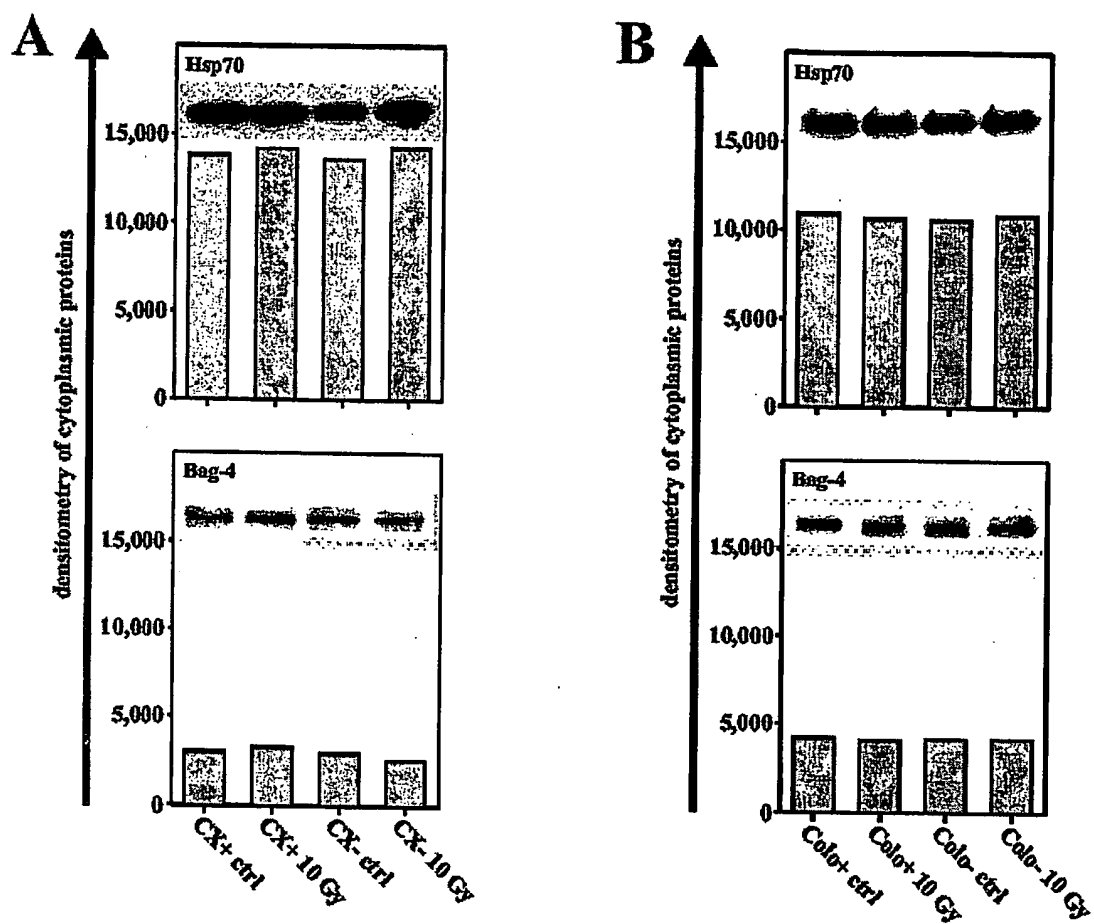 A
densitometry of cytoplasmic proteins
Hsp70
15,000
10,000
5,000
0
Bag-4
15,000
10,000
5,000
0
CX+ ctrl
CX+ 10 Gy
CX- ctrl
CX- 10 Gy
B
densitometry of cytoplasmic proteins
Hsp70
15,000
10,000
5,000
0
Bag-4
15,000
10,000
5,000
0
Colo+ ctrl
Colo+ 10 Gy
Colo- ctrl
Colo- 10 Gy